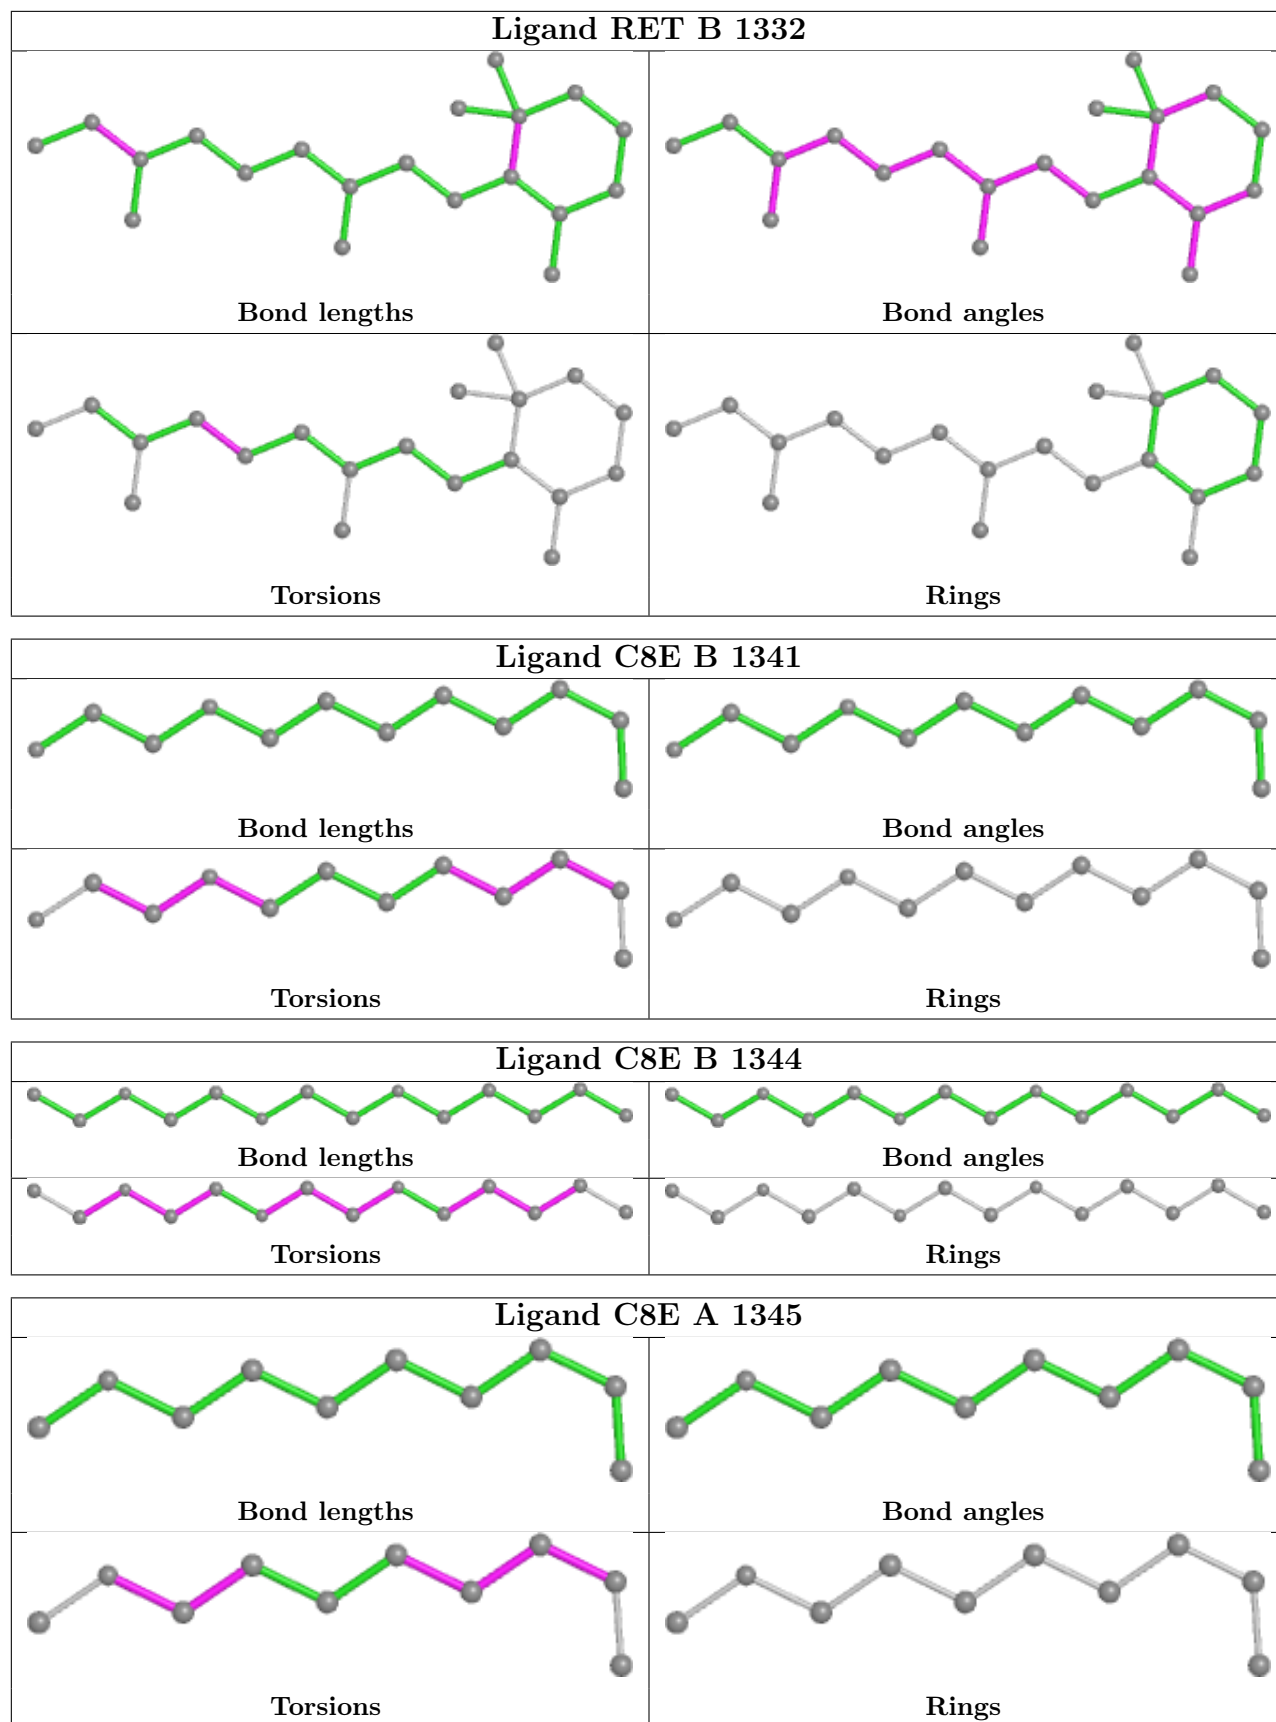 Ligand RET B 1332
Bond lengths
Bond angles
Torsions
Rings
Ligand C8E B 1341
Bond lengths
Bond angles
Torsions
Rings
Ligand C8E B 1344
Bond lengths
Bond angles
Torsions
Rings
Ligand C8E A 1345
Bond lengths
Bond angles
Torsions
Rings